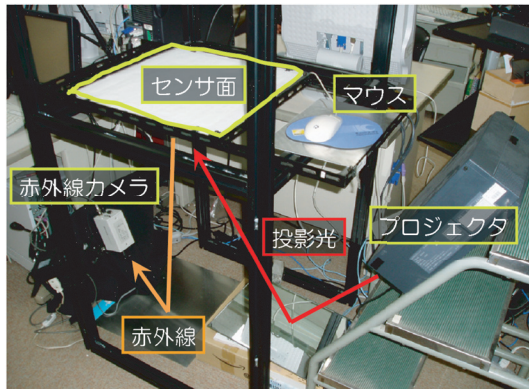 センサ面
マウス
赤外線カメラ
プロジェクタ
投影光
赤外線